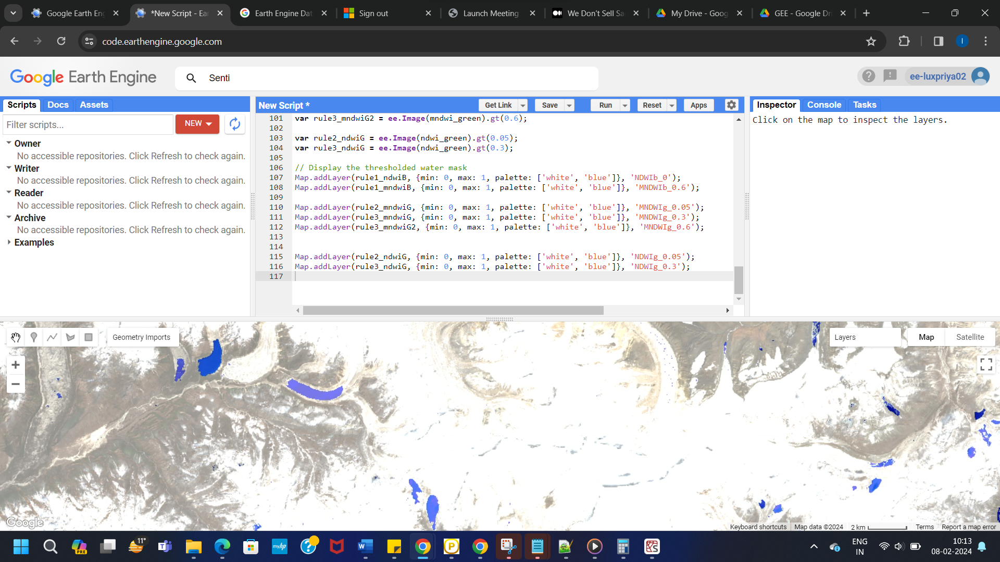 Google Earth Eng
*New Script - Ear
Earth Engine Dat
Sign out
Launch Meeting
We Don't Sell Sa
My Drive - Goog
GEE - Google Dr
code.earthengine.google.com
I
Google Earth Engine
Senti
ee-luxpriya02
Scripts
Docs
Assets
New Script *
Get Link
Save
Run
Reset
Apps
Inspector
Console
Tasks
Filter scripts...
NEW
Owner
No accessible repositories. Click Refresh to check again.
Writer
No accessible repositories. Click Refresh to check again.
Reader
No accessible repositories. Click Refresh to check again.
Archive
No accessible repositories. Click Refresh to check again.
Examples
101 var rule3_mndwiG2 = ee.Image(mndwi_green).gt(0.6);
102
103 var rule2_ndwiG = ee.Image(ndwi_green).gt(0.05);
104 var rule3_ndwiG = ee.Image(ndwi_green).gt(0.3);
105
106 // Display the thresholded water mask
107 Map.addLayer(rule1_ndwiB, {min: 0, max: 1, palette: ['white', 'blue']}, 'NDWIb_0');
108 Map.addLayer(rule1_mndwiB, {min: 0, max: 1, palette: ['white', 'blue']}, 'MNDWIb_0.6');
109
110 Map.addLayer(rule2_mndwiG, {min: 0, max: 1, palette: ['white', 'blue']}, 'MNDWIg_0.05');
111 Map.addLayer(rule3_mndwiG, {min: 0, max: 1, palette: ['white', 'blue']}, 'MNDWIg_0.3');
112 Map.addLayer(rule3_mndwiG2, {min: 0, max: 1, palette: ['white', 'blue']}, 'MNDWIg_0.6');
113
114
115 Map.addLayer(rule2_ndwiG, {min: 0, max: 1, palette: ['white', 'blue']}, 'NDWIg_0.05');
116 Map.addLayer(rule3_ndwiG, {min: 0, max: 1, palette: ['white', 'blue']}, 'NDWIg_0.3');
117
Click on the map to inspect the layers.
Geometry Imports
Layers
Map
Satellite
Google
Keyboard shortcuts
Map data ©2024
2 km
Terms
Report a map error
PRE
11°
myhp
ENG
IN
10:13
08-02-2024